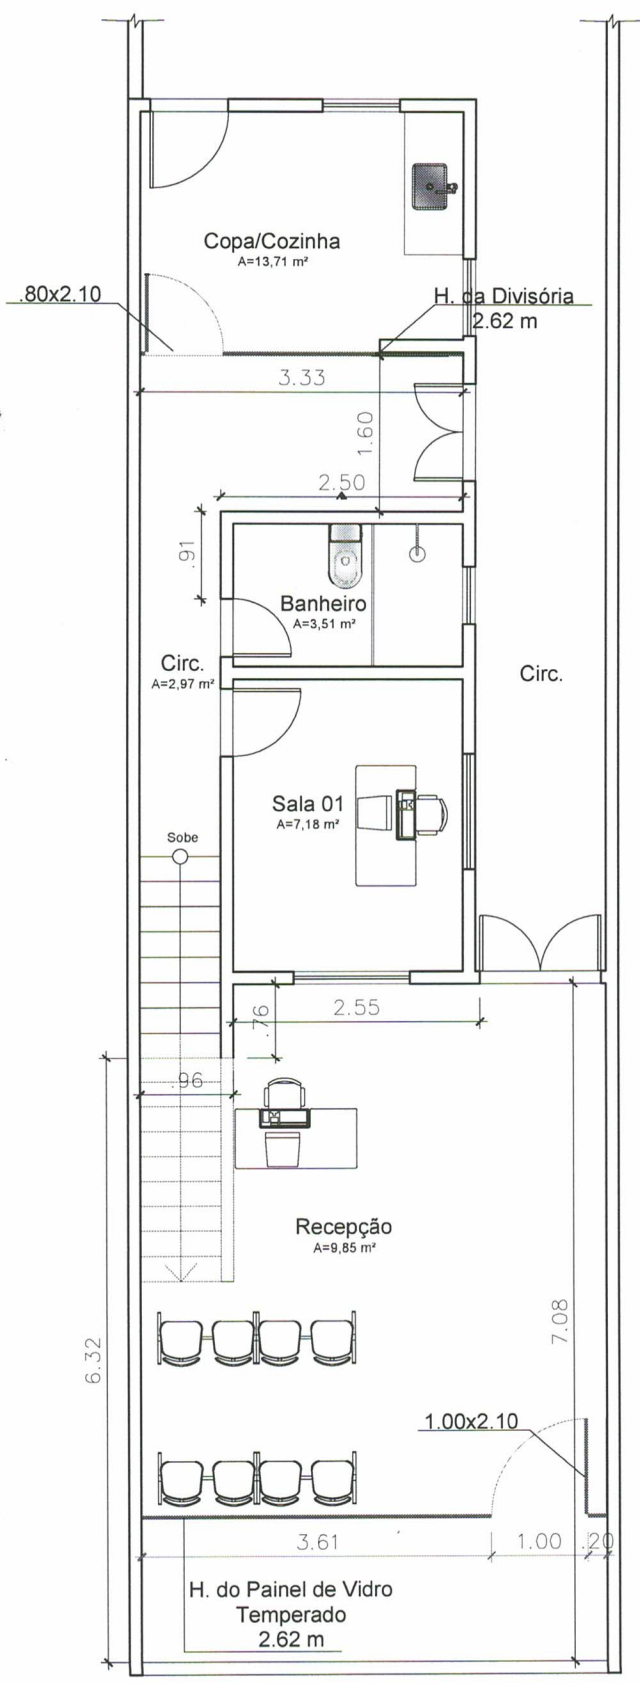 Copa/Cozinha
A=13,71 m²
.80x2.10
H. da Divisória
2.62 m
3.33
1.60
2.50
.91
Banheiro
A=3,51 m²
Circ.
A=2,97 m²
Circ.
Sala 01
A=7,18 m²
Sobe
.76
2.55
.96
Recepção
A=9,85 m²
6.32
7.08
1.00x2.10
3.61
1.00
.20
H. do Painel de Vidro
Temperado
2.62 m